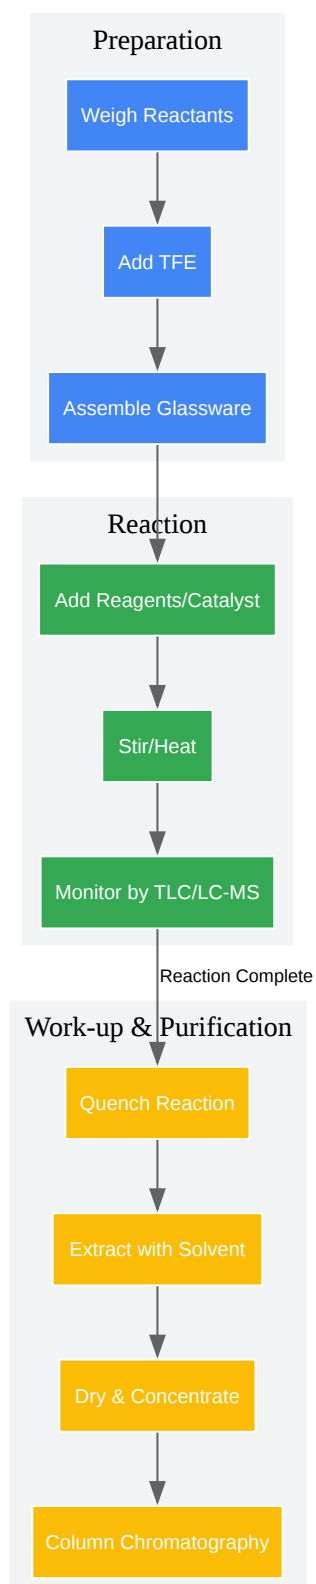 Preparation
Weigh Reactants
Add TFE
Assemble Glassware
Reaction
Add Reagents/Catalyst
Stir/Heat
Monitor by TLC/LC-MS
Reaction Complete
Work-up & Purification
Quench Reaction
Extract with Solvent
Dry & Concentrate
Column Chromatography